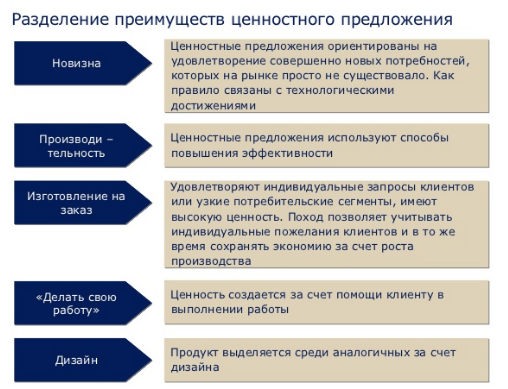 Разделение преимуществ ценностного предложения
Новизна
Ценностные предложения ориентированы на
удовлетворение совершенно новых потребностей,
которых на рынке просто не существовало. Как
правило связаны с технологическими
достижениями
Производи –
тельность
Ценностные предложения используют способы
повышения эффективности
Изготовление на
заказ
Удовлетворяют индивидуальные запросы клиентов
или узкие потребительские сегменты, имеют
высокую ценность. Поход позволяет учитывать
индивидуальные пожелания клиентов и в то же
время сохранять экономию за счет роста
производства
«Делать свою
работу»
Ценность создается за счет помощи клиенту в
выполнении работы
Дизайн
Продукт выделяется среди аналогичных за счет
дизайна